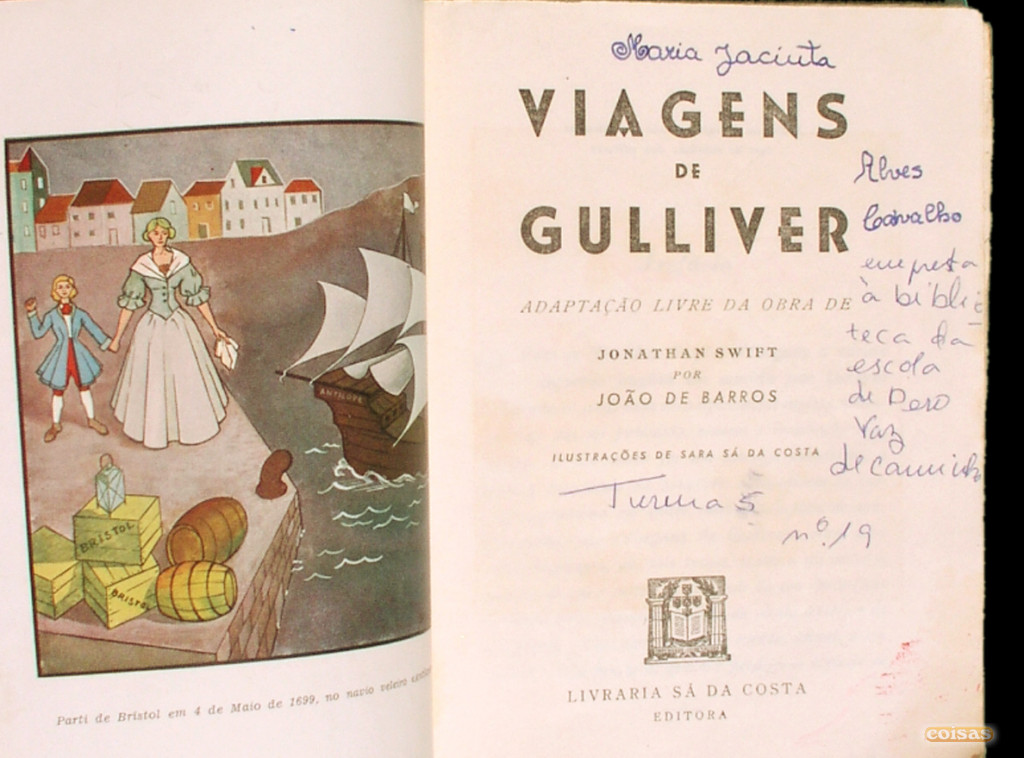 Maria Jacinta
VIAGENS
DE
GULLIVER
Alves
Carvalho
empresta
à biblio
teca da
escola
de Pero
Vaz
de caminha
ADAPTAÇÃO LIVRE DA OBRA DE
JONATHAN SWIFT
POR
JOÃO DE BARROS
ILUSTRAÇÕES DE SARA SÁ DA COSTA
Turma 5
nº. 19
LIVRARIA SÁ DA COSTA
EDITORA
ANTILOPE
BRISTOL
BRISTOL
Parti de Bristol em 4 de Maio de 1699, no navio veleiro
coisas